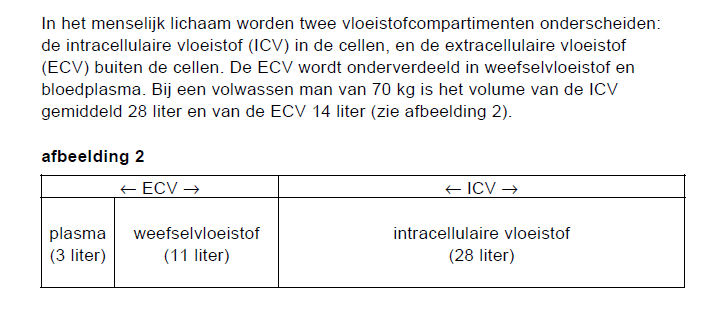 In het menselijk lichaam worden twee vloeistofcompartimenten onderscheiden:
de intracellulaire vloeistof (ICV) in de cellen, en de extracellulaire vloeistof
(ECV) buiten de cellen. De ECV wordt onderverdeeld in weefselvloeistof en
bloedplasma. Bij een volwassen man van 70 kg is het volume van de ICV
gemiddeld 28 liter en van de ECV 14 liter (zie afbeelding 2).
afbeelding 2
← ECV → ← ICV →
plasma weefselvloeistof intracellulaire vloeistof
(3 liter) (11 liter) (28 liter)